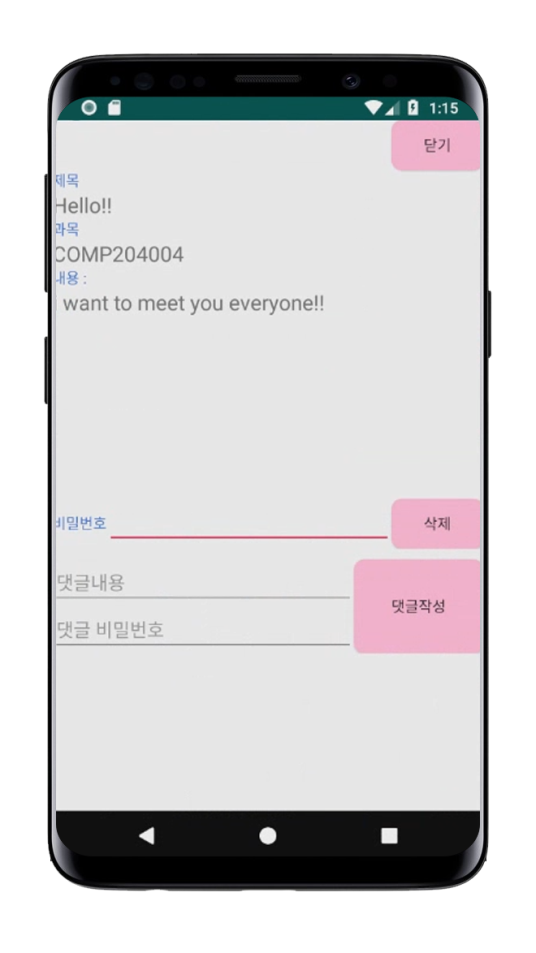 1:15
닫기
제목
Hello!!
과목
COMP204004
내용 :
want to meet you everyone!!
비밀번호
삭제
댓글내용
댓글작성
댓글 비밀번호